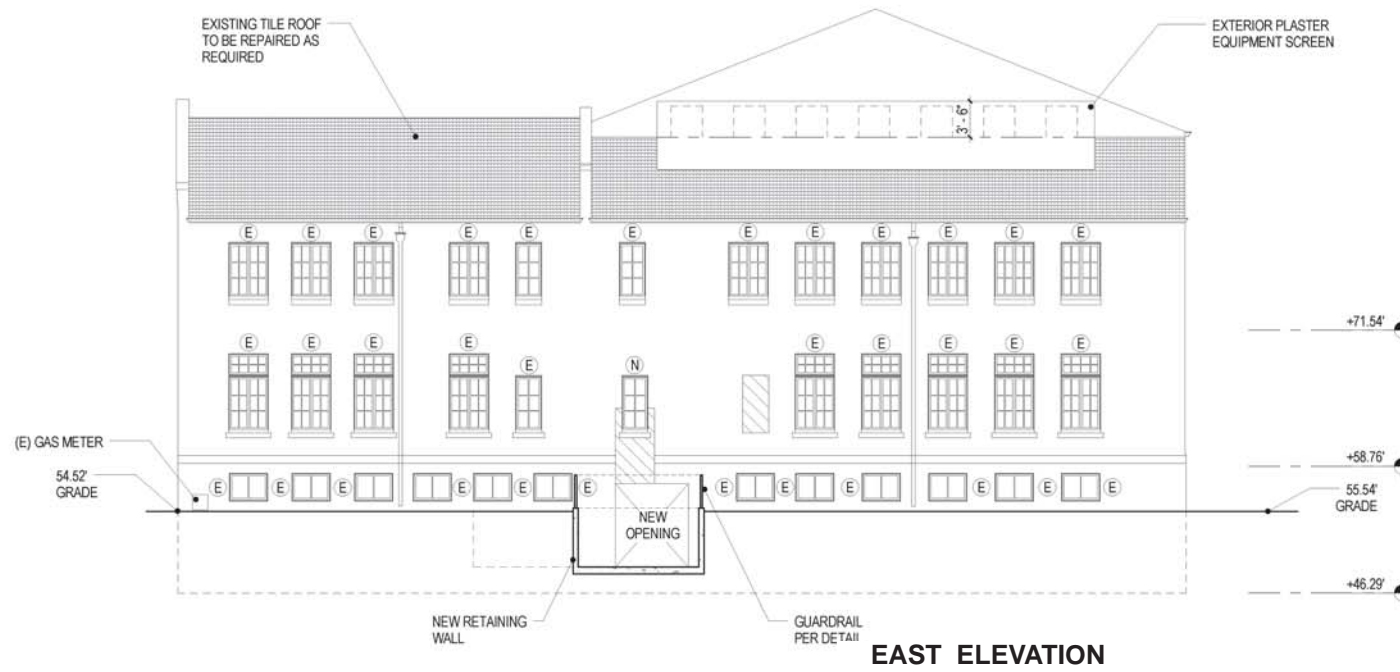 EXISTING TILE ROOF
TO BE REPAIRED AS
REQUIRED
EXTERIOR PLASTER
EQUIPMENT SCREEN
3' - 6"
E E E E E E E E E E E E
+71.54'
E E E E E N E E E E E
(E) GAS METER
54.52'
GRADE
+58.76'
E E E E E E E E E E E
55.54'
GRADE
NEW
OPENING
+46.29'
NEW RETAINING
WALL
GUARDRAIL
PER DETAIL
EAST ELEVATION